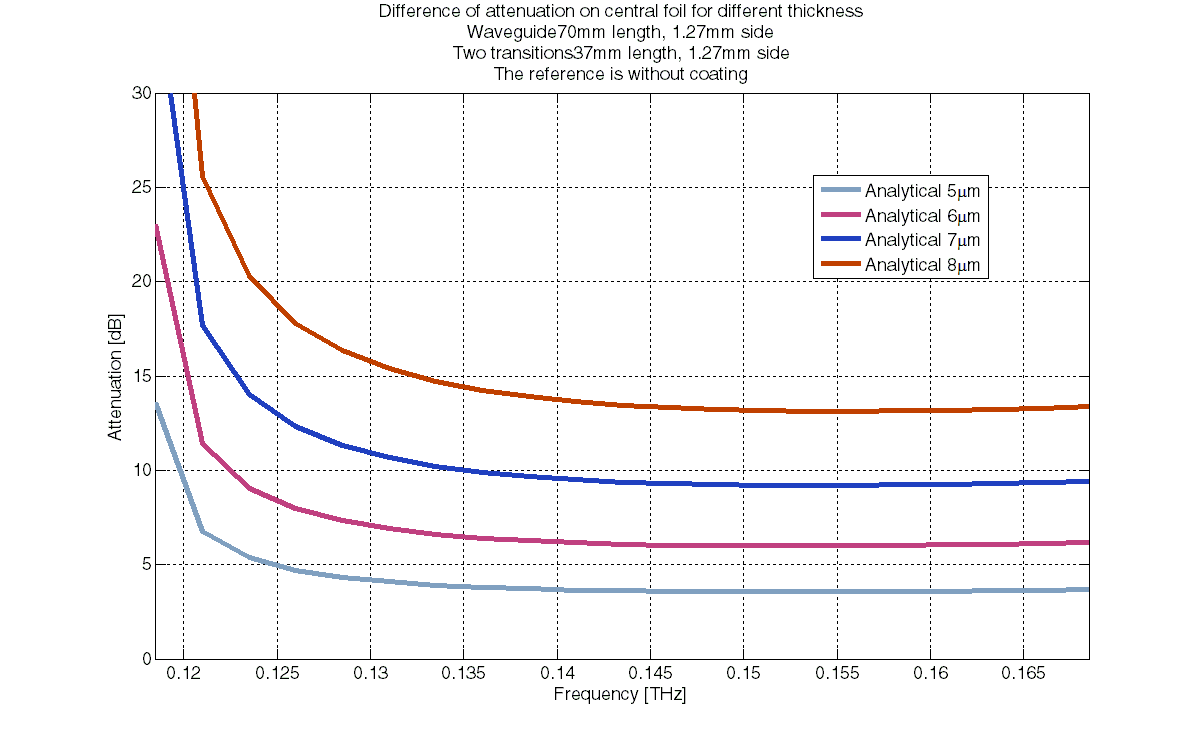 Difference of attenuation on central foil for different thickness
Waveguide70mm length, 1.27mm side
Two transitions37mm length, 1.27mm side
The reference is without coating
30
25
20
15
10
5
0
Attenuation [dB]
Analytical 5μm
Analytical 6μm
Analytical 7μm
Analytical 8μm
0.12 0.125 0.13 0.135 0.14 0.145 0.15 0.155 0.16 0.165
Frequency [THz]